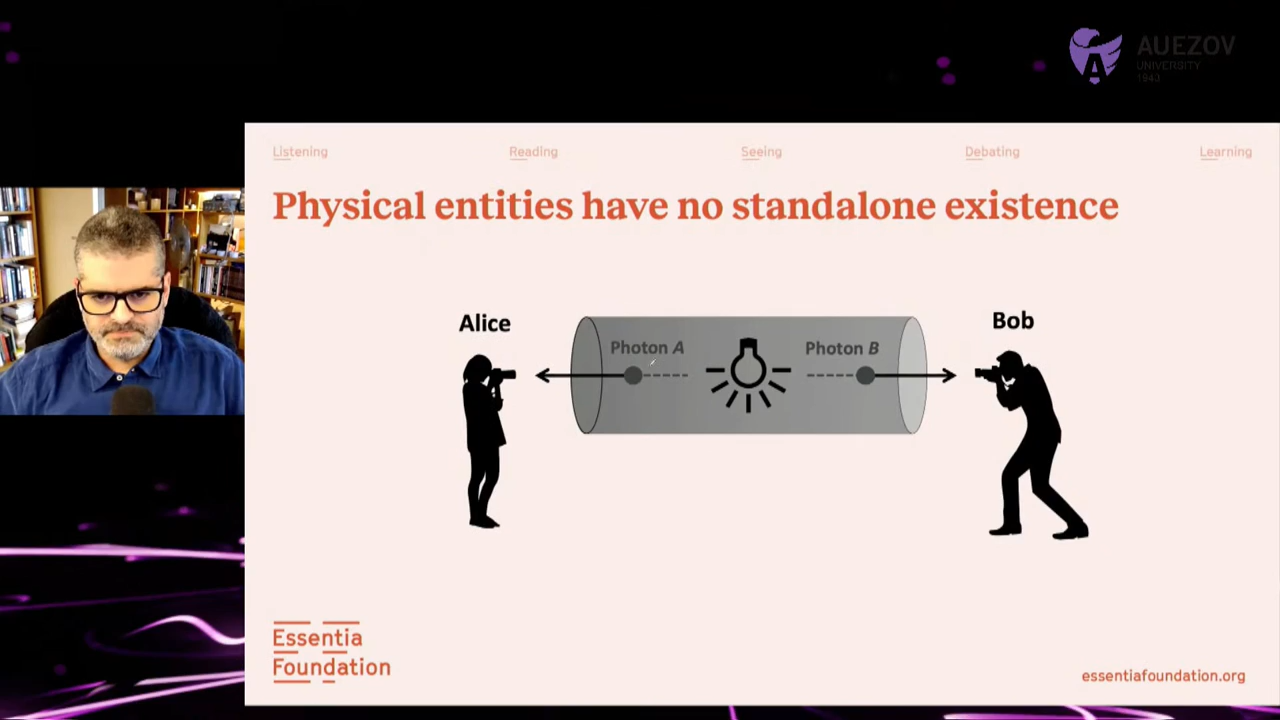 AUEZOV
UNIVERSITY
1943
Listening Reading Seeing Debating Learning
Physical entities have no standalone existence
Alice
Bob
Photon A
Photon B
Essentia
Foundation
essentiafoundation.org